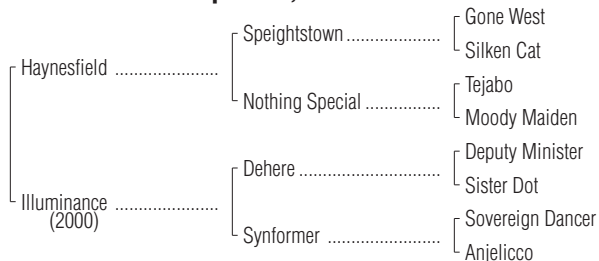 Gone West
Speightstown
Silken Cat
Haynesfield
Tejabo
Nothing Special
Moody Maiden
Deputy Minister
Dehere
Sister Dot
Illuminance
(2000)
Sovereign Dancer
Synformer
Anjelicco